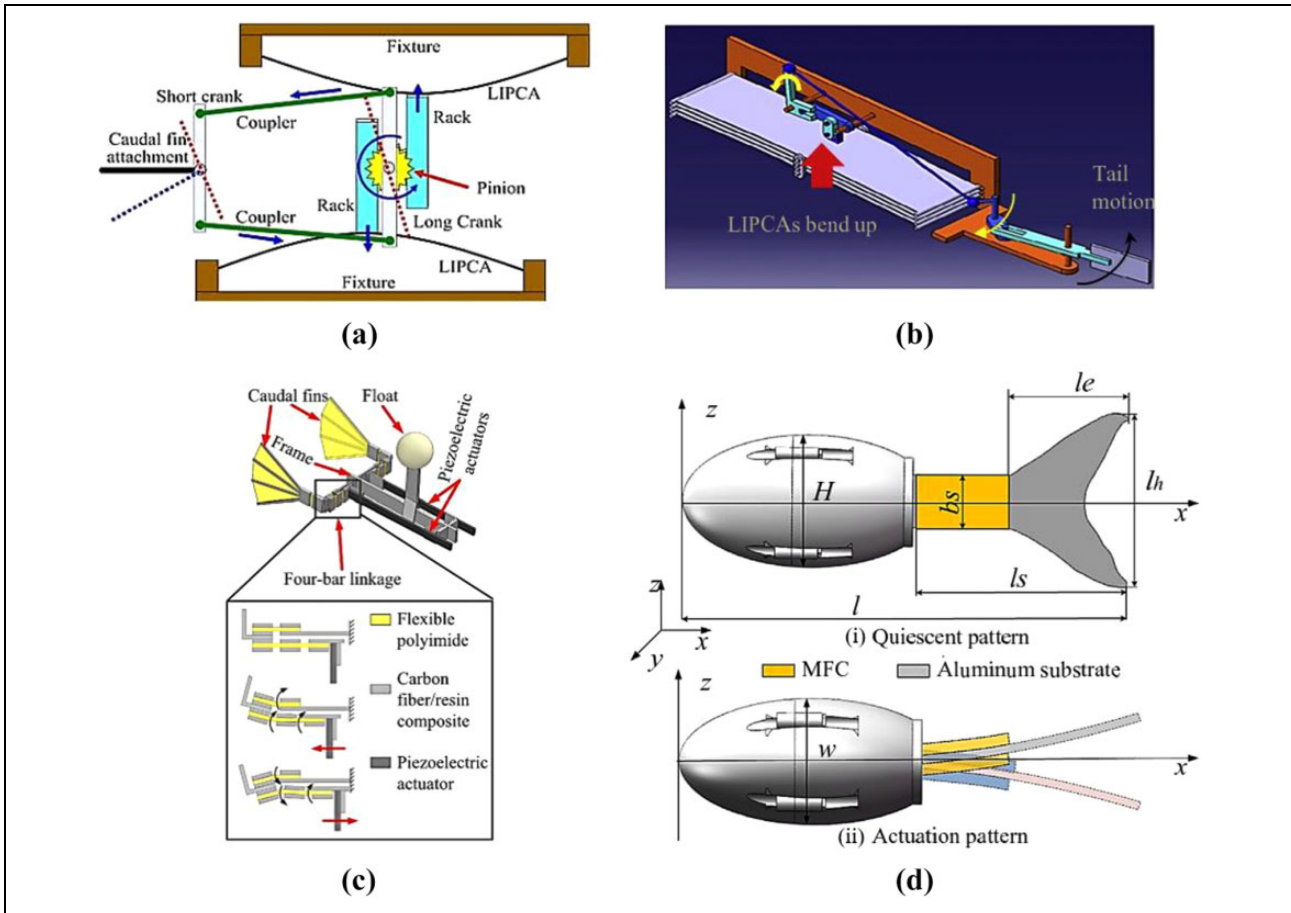 Fixture
LIPCA
Short crank
Coupler
Rack
Caudal fin
attachment
Pinion
Rack
Coupler
Long Crank
LIPCA
Fixture
(a)
LIPCAs bend up
Tail
motion
(b)
Caudal fins
Float
Frame
Piezoelectric
actuators
Four-bar linkage
Flexible
polyimide
Carbon
fiber/resin
composite
Piezoelectric
actuator
(c)
z
le
H
bs
lh
x
ls
l
z
x
y
(i) Quiescent pattern
MFC
Aluminum substrate
z
w
x
(ii) Actuation pattern
(d)